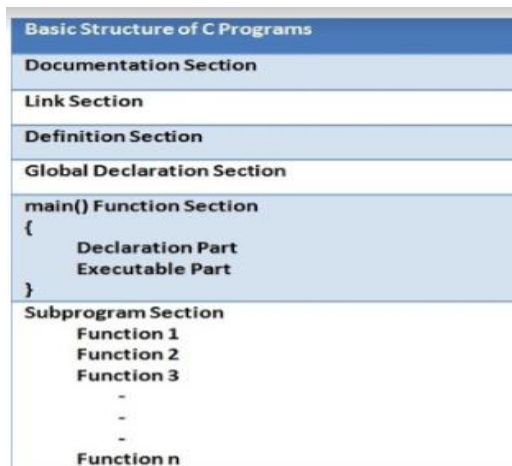 Basic Structure of C Programs
Documentation Section
Link Section
Definition Section
Global Declaration Section
main() Function Section
{
Declaration Part
Executable Part
}
Subprogram Section
Function 1
Function 2
Function 3
-
-
-
Function n